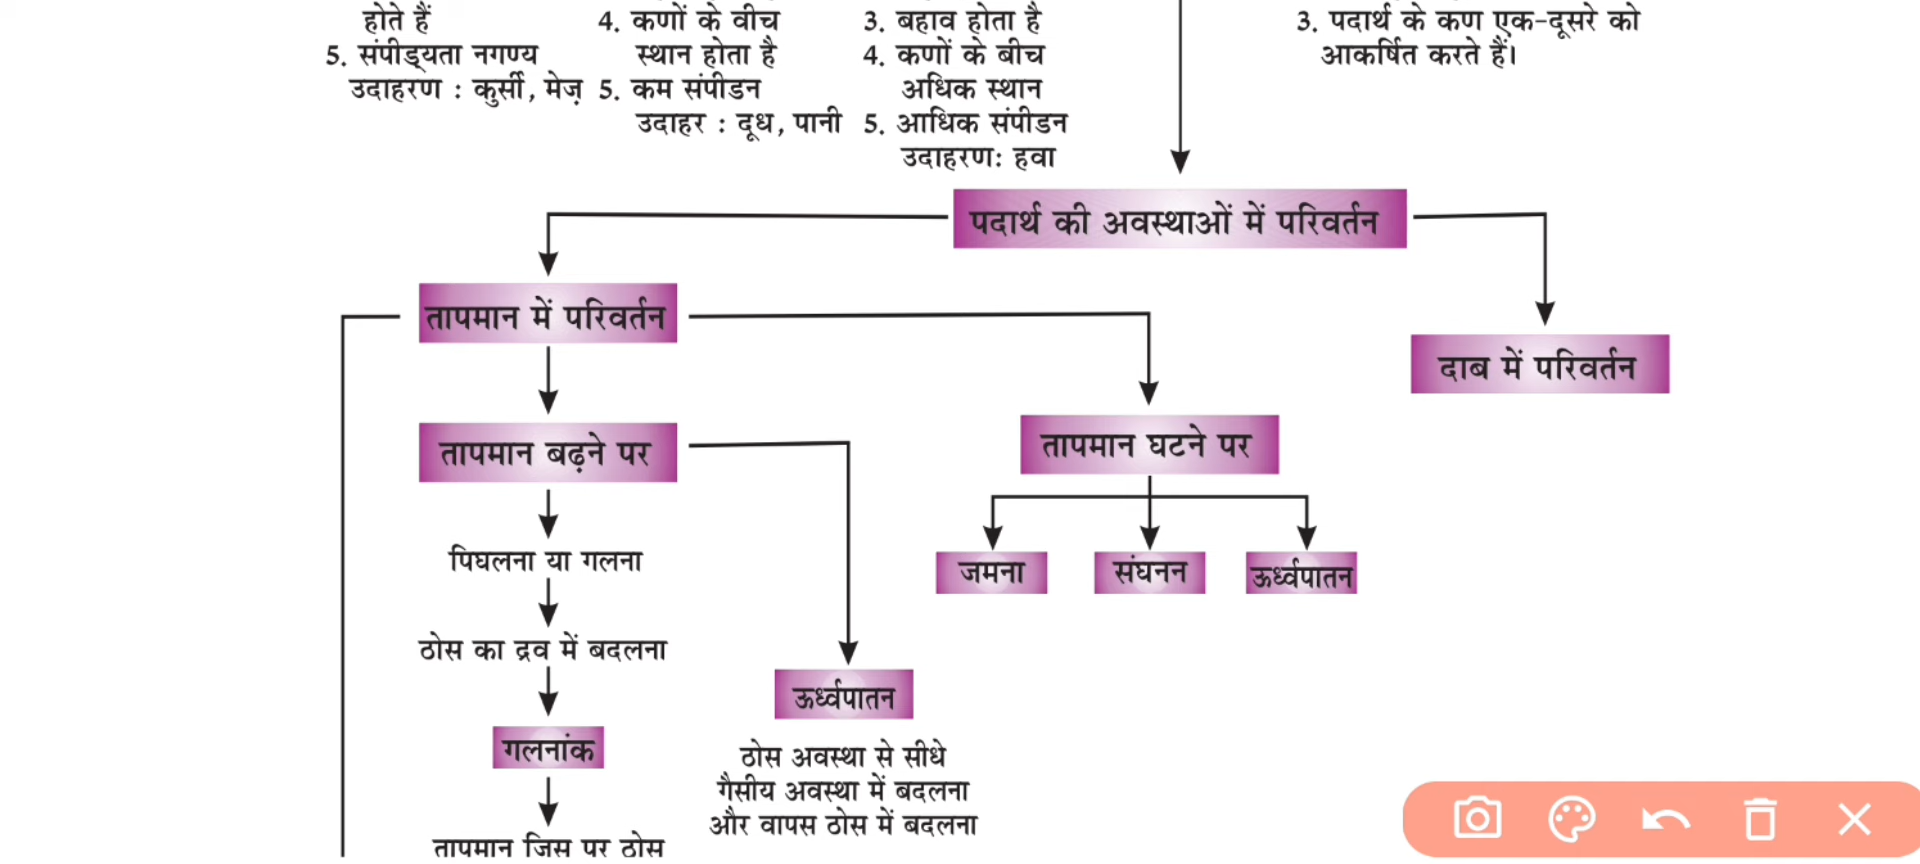 होते हैं
5. संपीड्यता नगण्य
उदाहरण : कुर्सी, मेज़
4. कणों के वीच
स्थान होता है
5. कम संपीडन
उदाहर : दूध, पानी
3. बहाव होता है
4. कणों के बीच
अधिक स्थान
5. आधिक संपीडन
उदाहरण: हवा
3. पदार्थ के कण एक-दूसरे को
आकर्षित करते हैं।
पदार्थ की अवस्थाओं में परिवर्तन
तापमान में परिवर्तन
दाब में परिवर्तन
तापमान बढ़ने पर
तापमान घटने पर
पिघलना या गलना
जमना
संघनन
ऊर्ध्वपातन
ठोस का द्रव में बदलना
ऊर्ध्वपातन
गलनांक
ठोस अवस्था से सीधे
गैसीय अवस्था में बदलना
और वापस ठोस में बदलना
तापमान जिस पर ठोस